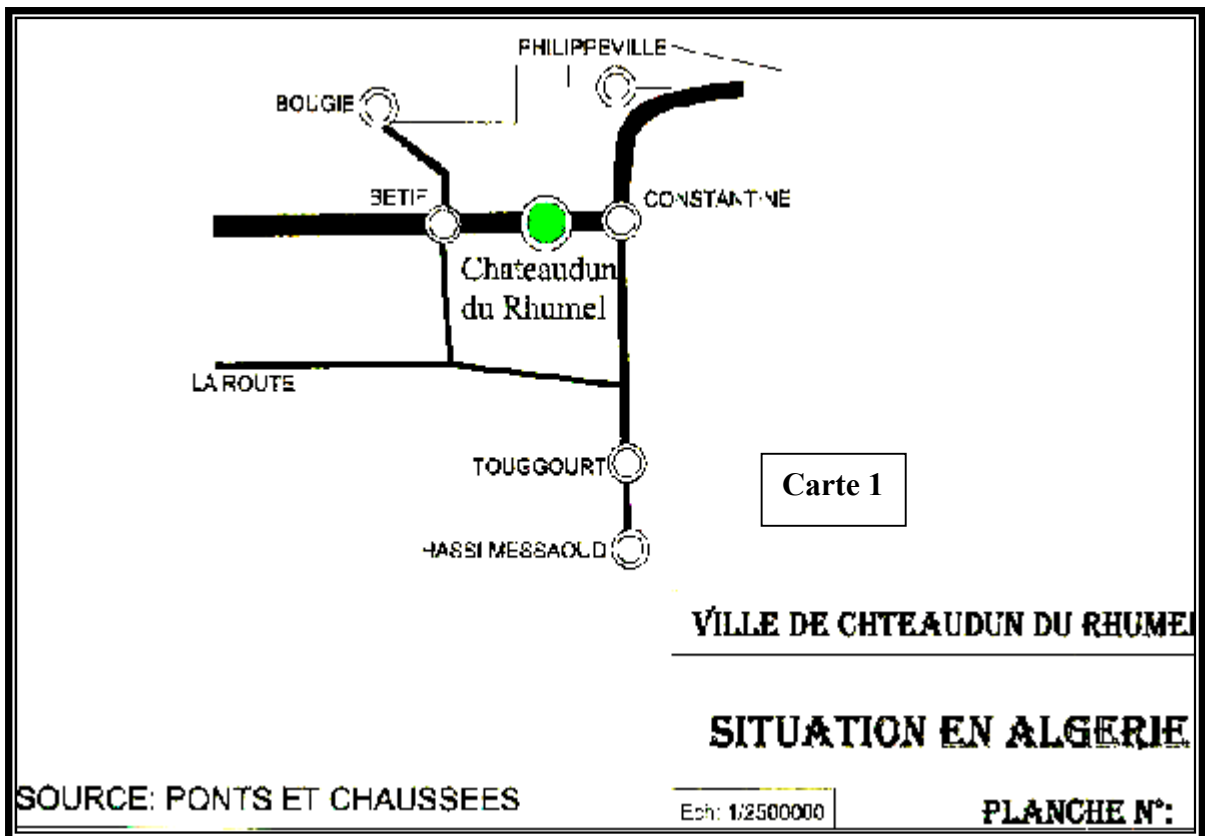 PHILIPPEVILLE
BOUGIE
SETIF
CONSTANTINE
Chateaudun
du Rhumel
LA ROUTE
TOUGGOURT
Carte 1
HASSI MESSAOUD
VILLE DE CHTEAUDUN DU RHUMEL
SITUATION EN ALGERIE
SOURCE: PONTS ET CHAUSSEES
Ech: 1/2500000
PLANCHE N°: